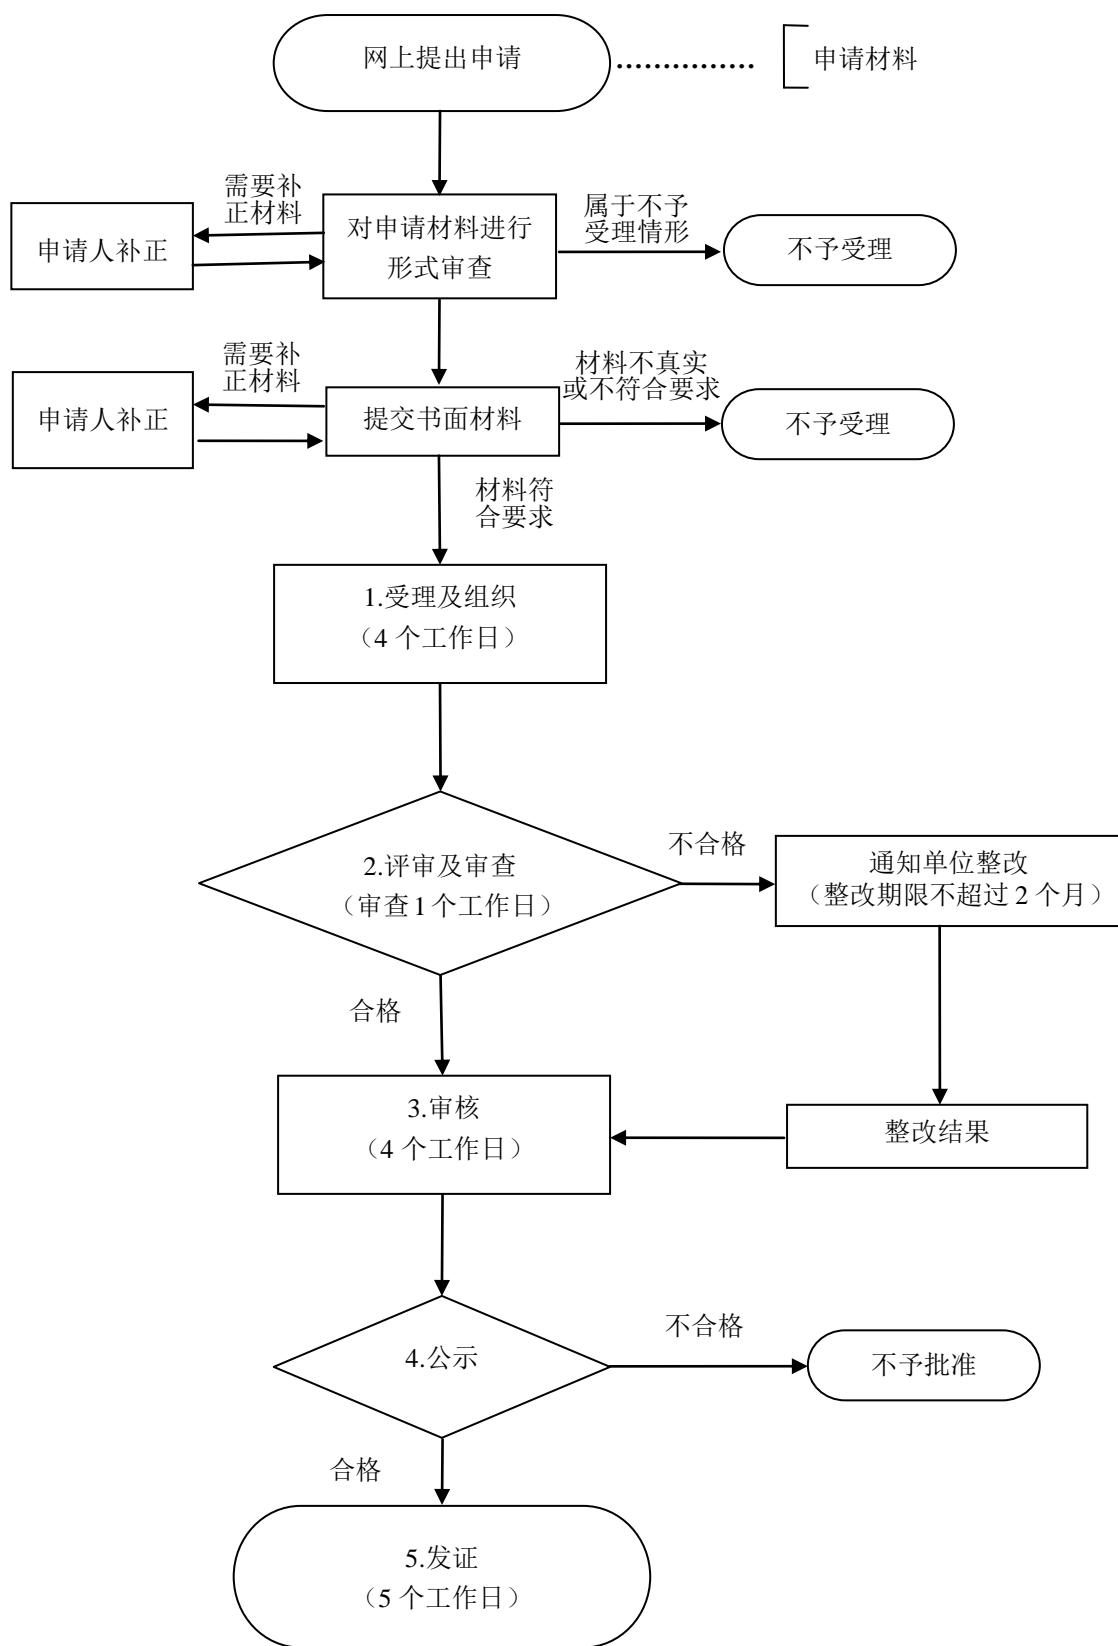 网上提出申请
申请材料
需要补
正材料
对申请材料进行
形式审查
属于不予
受理情形
申请人补正
不予受理
需要补
正材料
材料不真实
或不符合要求
申请人补正
提交书面材料
不予受理
材料符
合要求
1.受理及组织
（4 个工作日）
2.评审及审查
（审查 1 个工作日）
不合格
通知单位整改
（整改期限不超过 2 个月）
合格
3.审核
（4 个工作日）
整改结果
4.公示
不合格
不予批准
合格
5.发证
（5 个工作日）